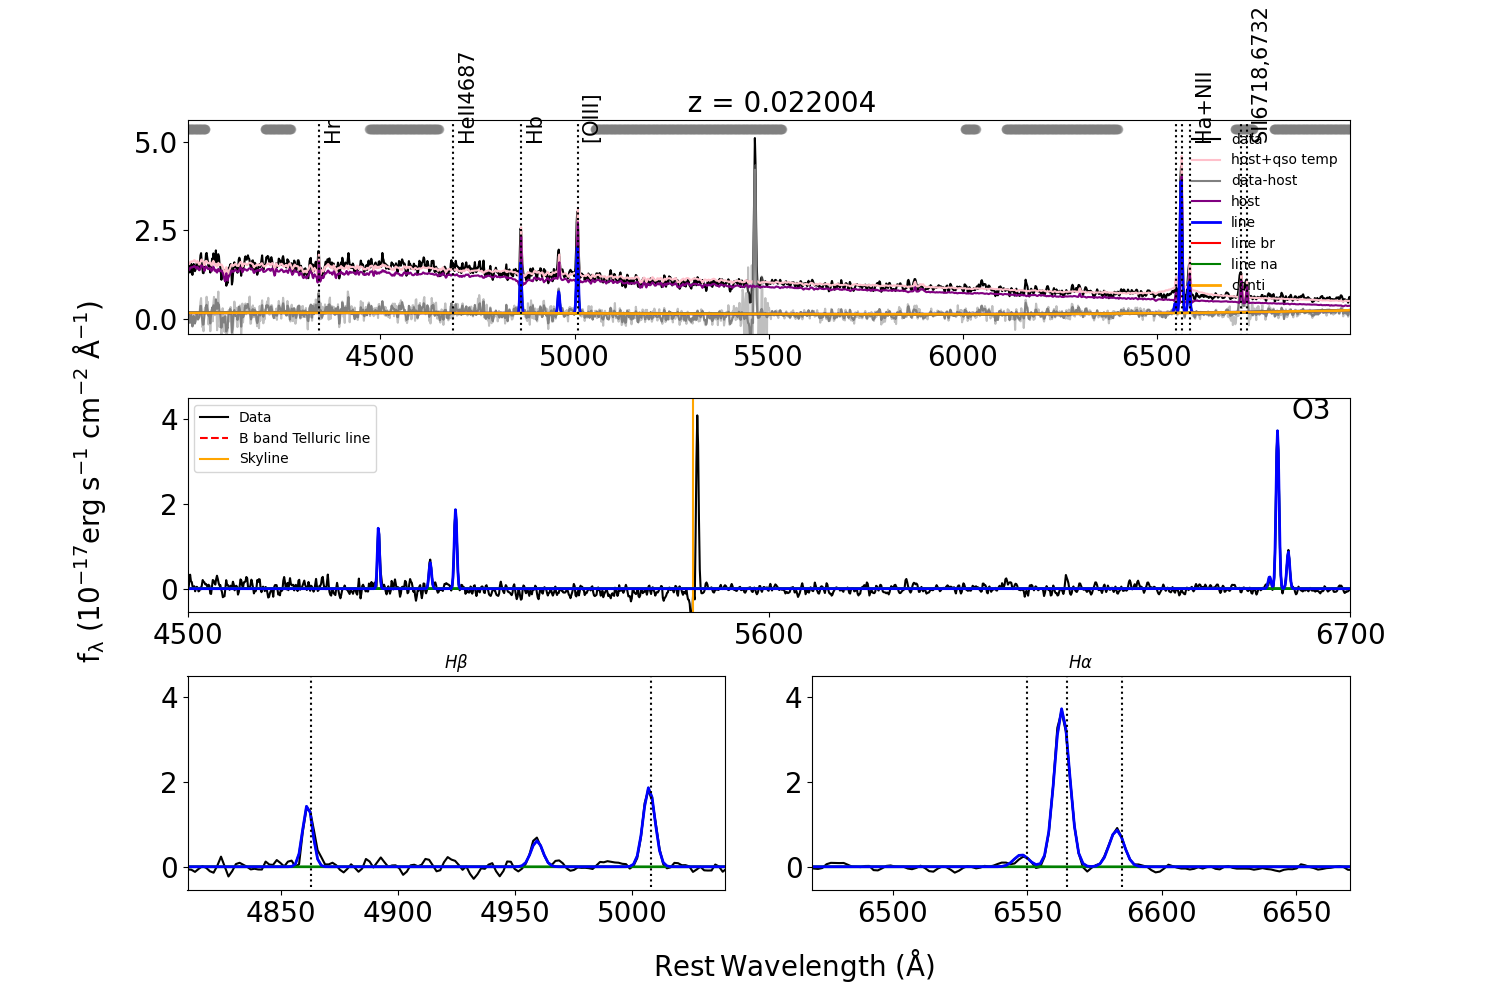 z = 0.022004
Hr
HeII4687
Hb
[OIII]
Ha+NII
SII6718,6732
5.0
2.5
0.0
data
host+qso temp
data-host
host
line
line br
line na
conti
4500
5000
5500
6000
6500
fλ (10−17erg s−1 cm−2 Å−1)
4
2
0
Data
B band Telluric line
Skyline
O3
4500
5600
6700
Hβ
4
2
0
4850
4900
4950
5000
Hα
4
2
0
6500
6550
6600
6650
Rest Wavelength (Å)